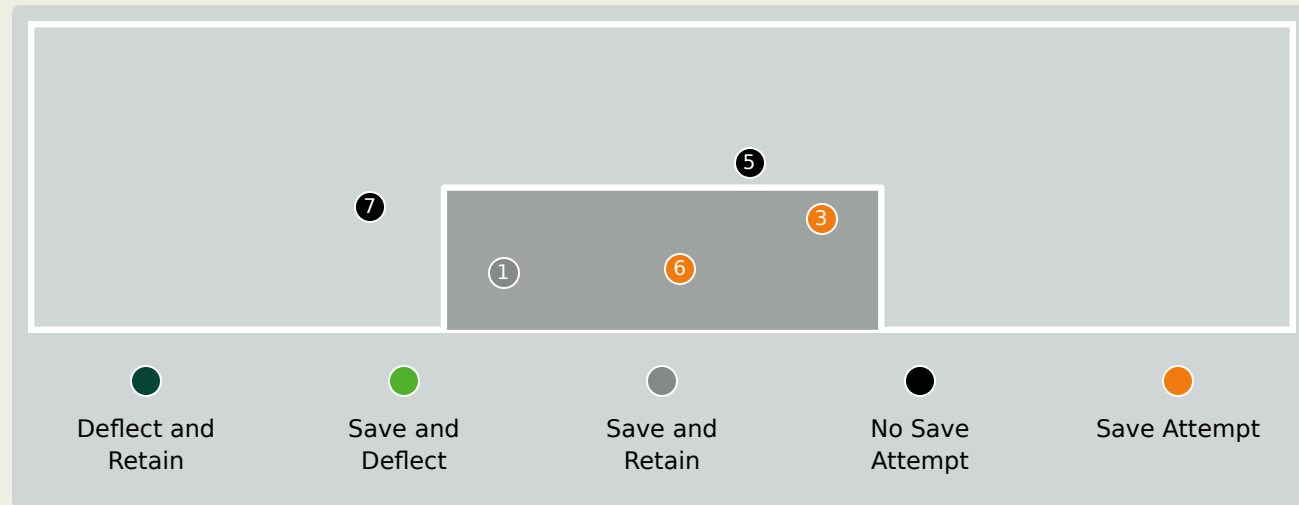 5
7
3
6
1
Deflect and
Retain
Save and
Deflect
Save and
Retain
No Save
Attempt
Save Attempt